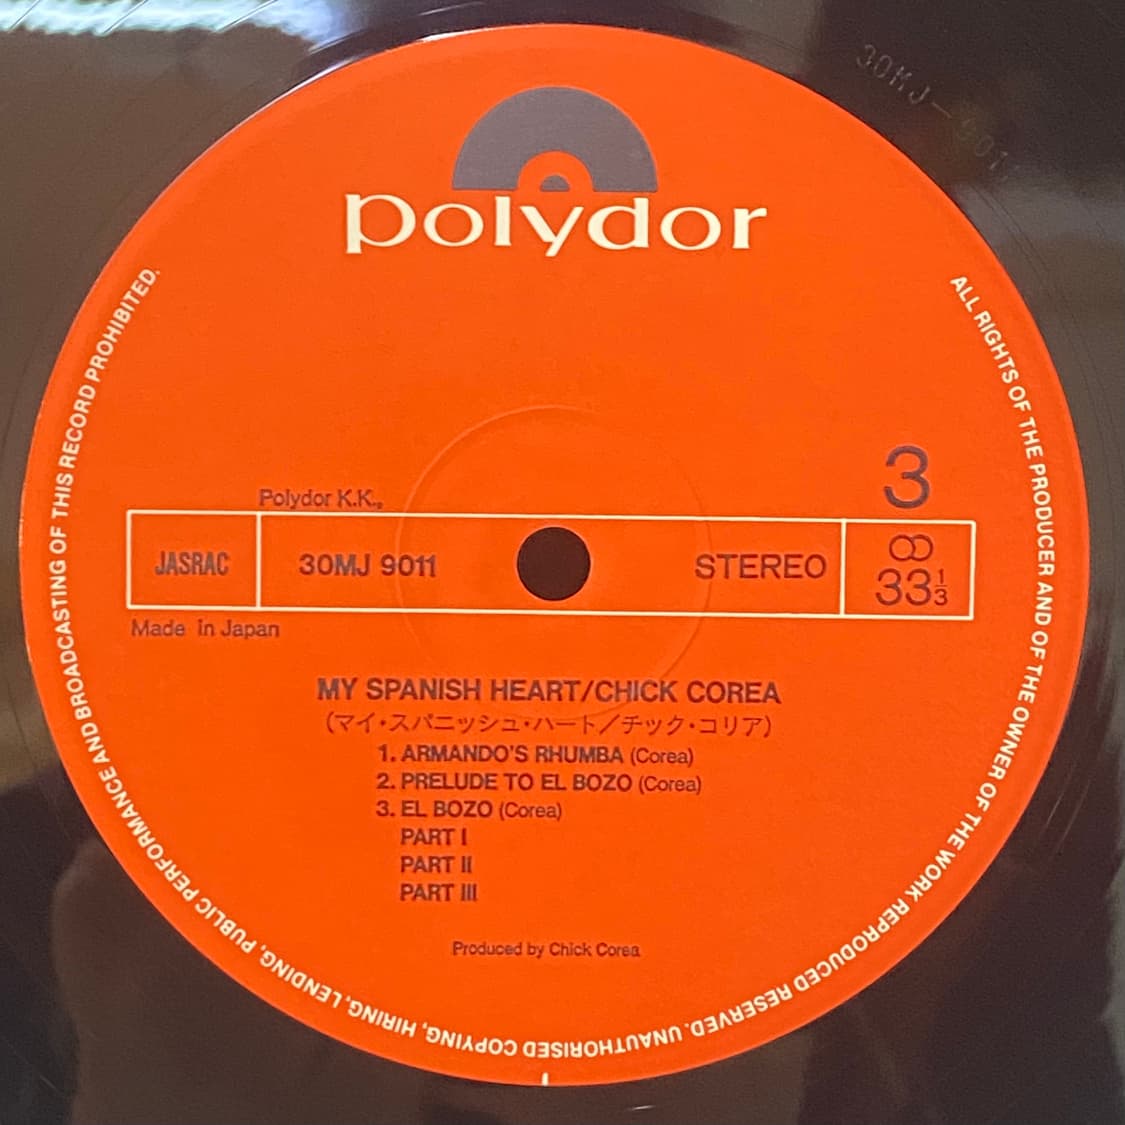 30MJ-9011
polydor
3
Polydor K.K.,
JASRAC
30MJ 9011
STEREO
33 1/3
Made in Japan
MY SPANISH HEART/CHICK COREA
(マイ・スパニッシュ・ハート/チック・コリア)
1. ARMANDO'S RHUMBA (Corea)
2. PRELUDE TO EL BOZO (Corea)
3. EL BOZO (Corea)
PART I
PART II
PART III
Produced by Chick Corea
ALL RIGHTS OF THE PRODUCER AND OF THE OWNER OF THE WORK REPRODUCED RESERVED. UNAUTHORISED COPYING, HIRING, LENDING, PUBLIC PERFORMANCE AND BROADCASTING OF THIS RECORD PROHIBITED.